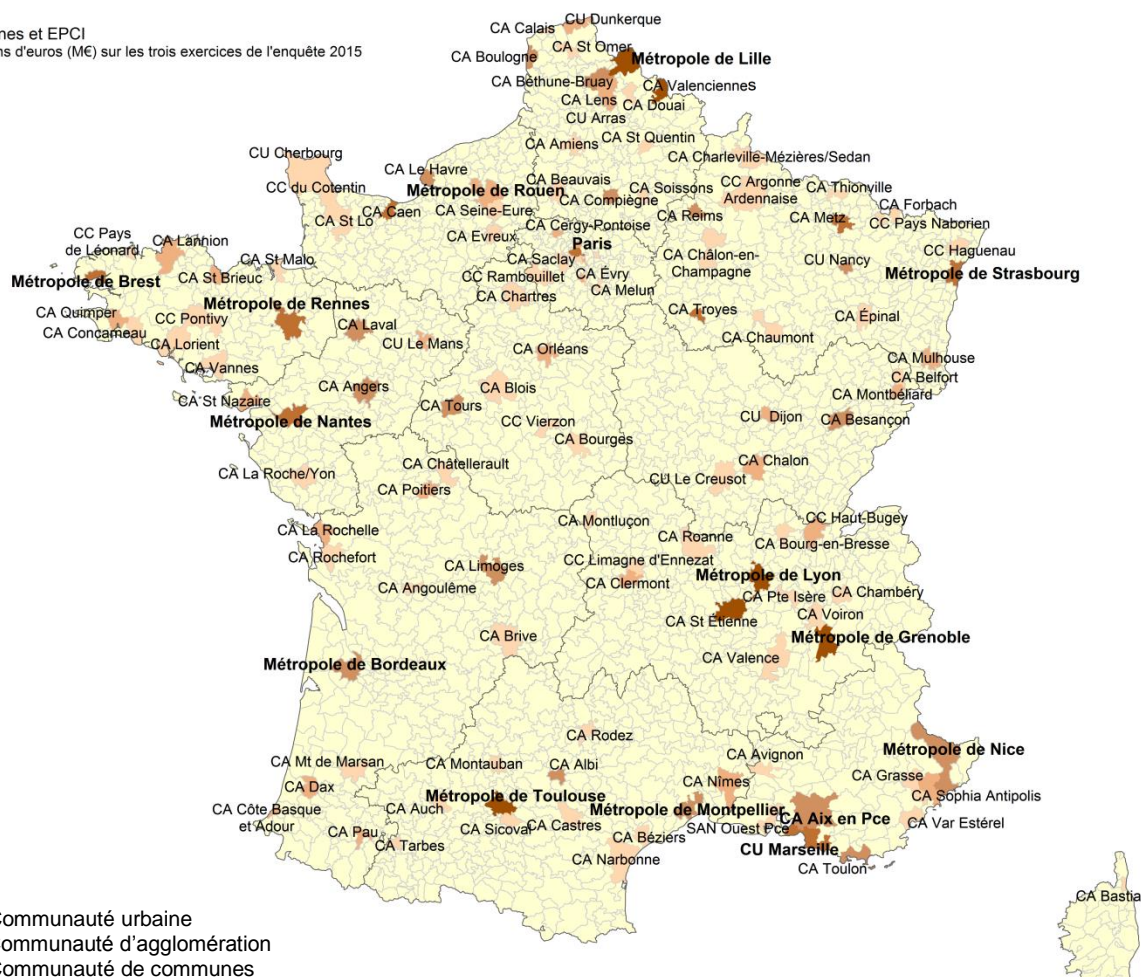 nes et EPCI
ns d'euros (M€) sur les trois exercices de l'enquête 2015
CU Dunkerque
CA Calais
CA St Omer
CA Boulogne
Métropole de Lille
CA Béthune-Bruay
CA Valenciennes
CA Lens
CA Douai
CU Arras
CA Amiens
CA St Quentin
CU Cherbourg
CA Charleville-Mézières/Sedan
CA Le Havre
CC du Cotentin
Métropole de Rouen
CA Beauvais
CA Soissons
CC Argonne
Ardennaise
CA Thionville
CA Compiègne
CA Forbach
CA St Lo
CA Caen
CA Seine-Eure
CA Reims
CA Metz
CC Pays Naborien
CA Cergy-Pontoise
CA Evreux
CC Pays
de Léonard
CA Lannion
Paris
CC Haguenau
CA St Malo
CA Saclay
CA Châlon-en-
Champagne
CU Nancy
Métropole de Strasbourg
CA St Brieuc
CC Rambouillet
CA Évry
Métropole de Brest
CA Melun
CA Chartres
Métropole de Rennes
CA Quimper
CC Pontivy
CA Laval
CA Troyes
CA Épinal
CA Concarneau
CA Lorient
CU Le Mans
CA Chaumont
CA Orléans
CA Mulhouse
CA Vannes
CA Belfort
CA Angers
CA Blois
CA Montbéliard
CA St Nazaire
CA Tours
Métropole de Nantes
CC Vierzon
CU Dijon
CA Besançon
CA Bourges
CA La Roche/Yon
CA Châtellerault
CA Chalon
CU Le Creusot
CA Poitiers
CA Montluçon
CC Haut-Bugey
CA La Rochelle
CA Roanne
CA Bourg-en-Bresse
CA Rochefort
CC Limagne d'Ennezat
CA Limoges
Métropole de Lyon
CA Angoulême
CA Clermont
CA Pte Isère
CA Chambéry
CA St Étienne
CA Voiron
CA Brive
Métropole de Grenoble
CA Valence
Métropole de Bordeaux
CA Rodez
CA Avignon
Métropole de Nice
CA Mt de Marsan
CA Montauban
CA Albi
CA Grasse
CA Dax
CA Nîmes
CA Sophia Antipolis
Métropole de Toulouse
CA Auch
Métropole de Montpellier
CA Aix en Pce
CA Côte Basque
et Adour
CA Sicoval
CA Castres
SAN Ouest Pce
CA Var Estérel
CA Pau
CA Béziers
CA Tarbes
CU Marseille
CA Narbonne
CA Toulon
CA Bastia
Communauté urbaine
Communauté d'agglomération
Communauté de communes